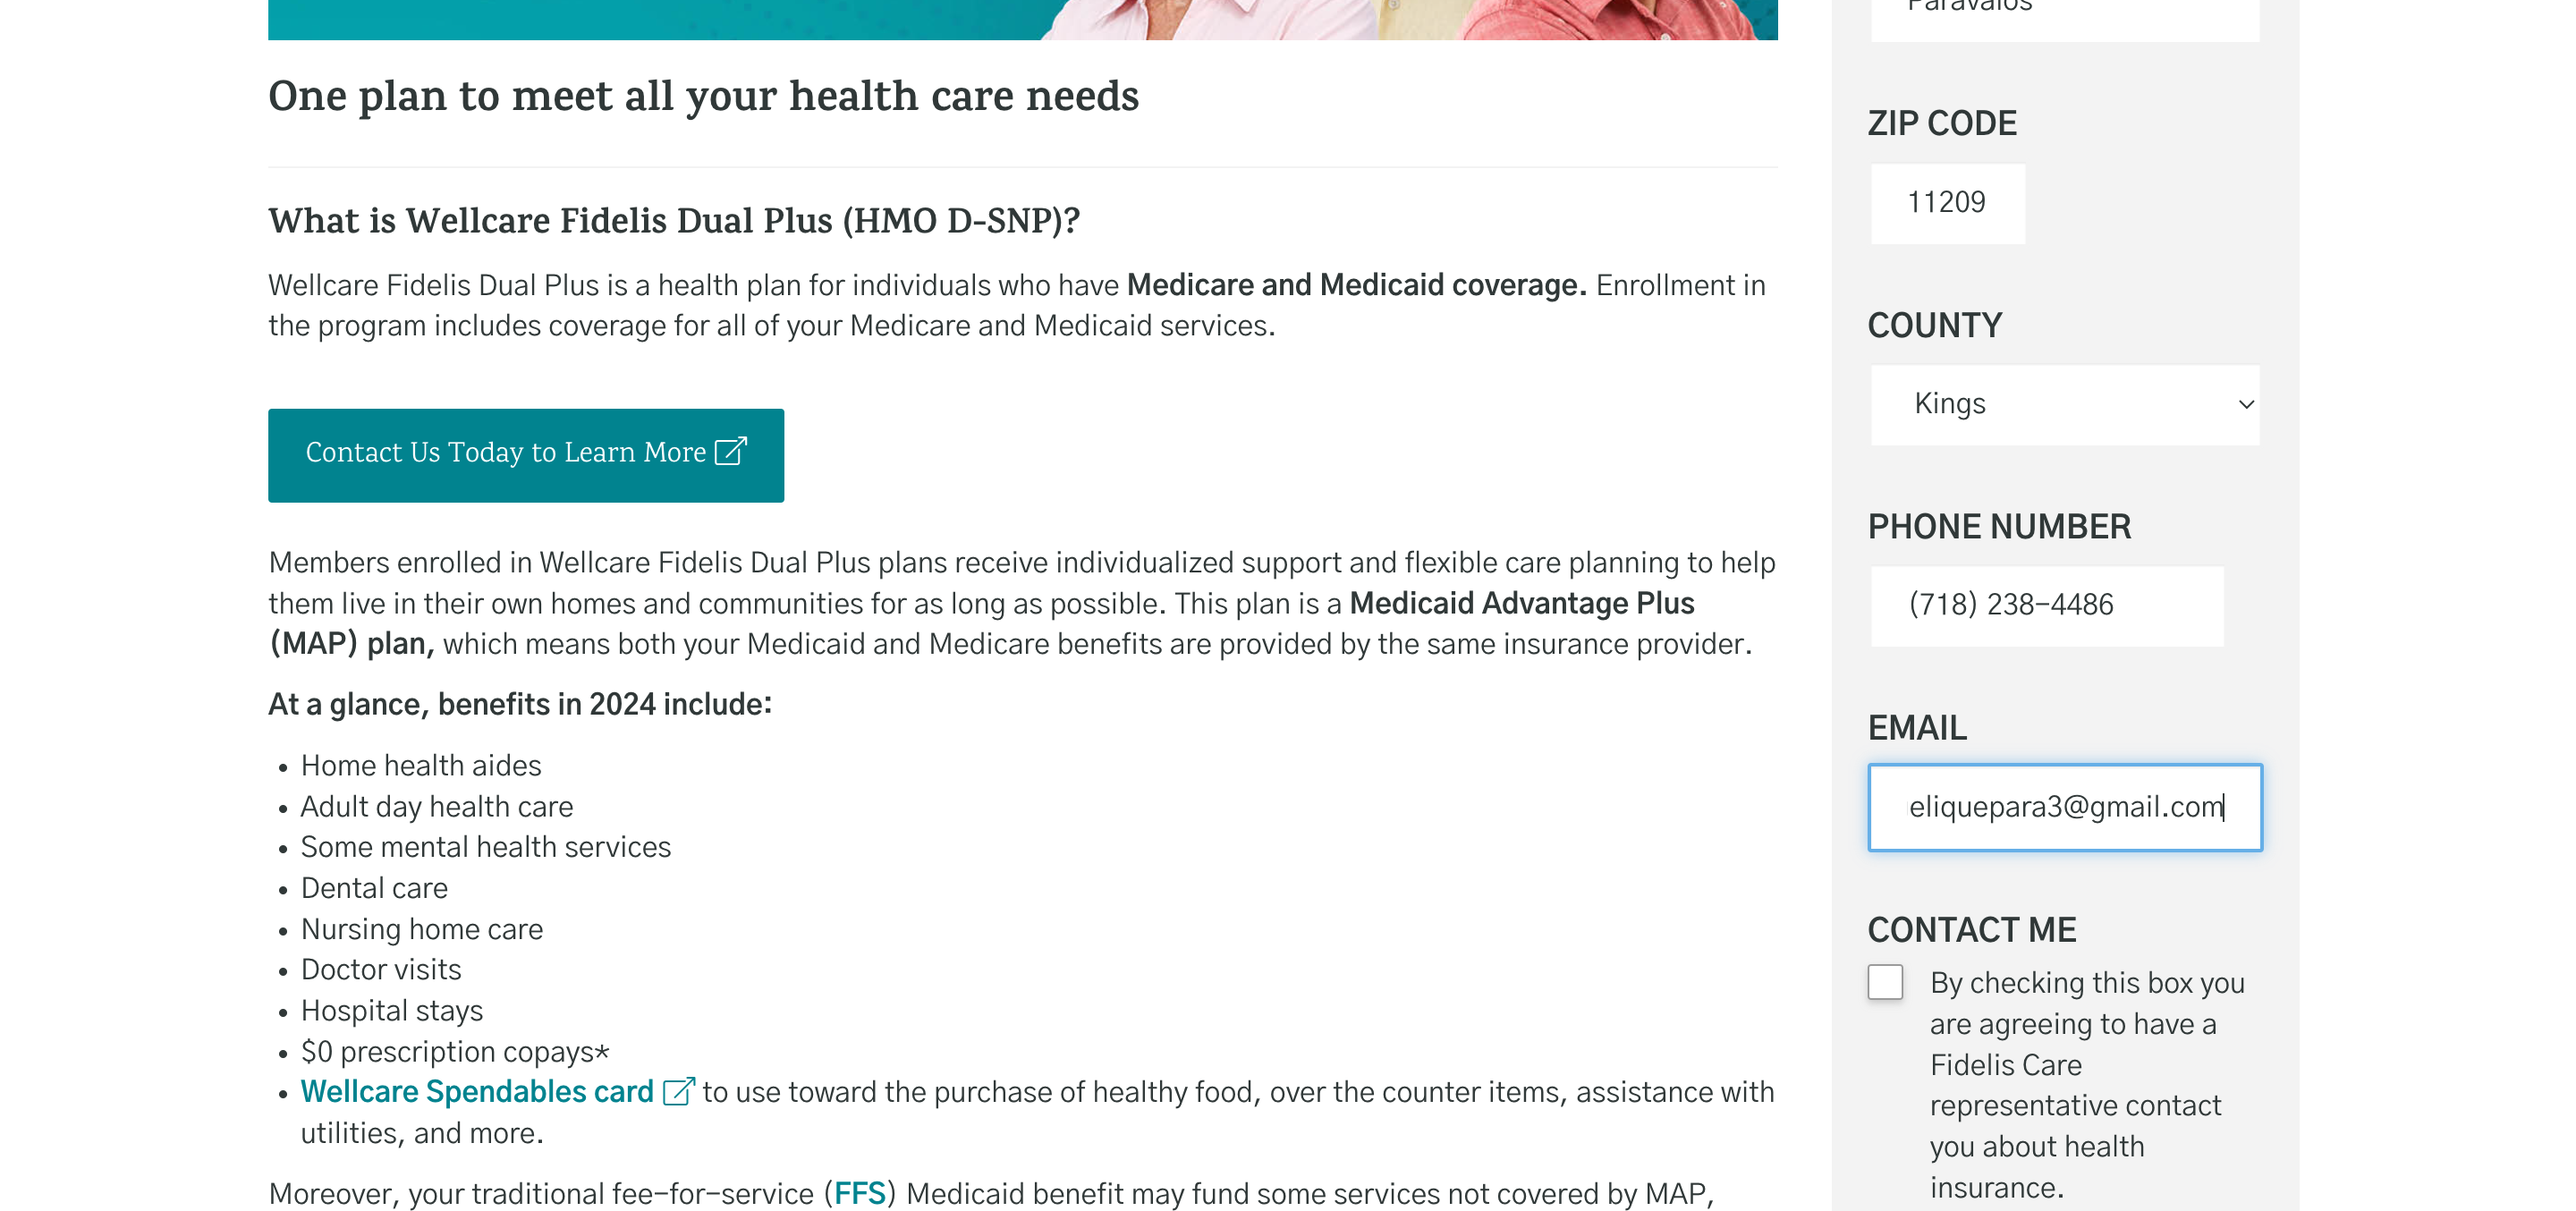 One plan to meet all your health care needs
What is Wellcare Fidelis Dual Plus (HMO D-SNP)?
Wellcare Fidelis Dual Plus is a health plan for individuals who have Medicare and Medicaid coverage. Enrollment in
the program includes coverage for all of your Medicare and Medicaid services.
Contact Us Today to Learn More
Members enrolled in Wellcare Fidelis Dual Plus plans receive individualized support and flexible care planning to help
them live in their own homes and communities for as long as possible. This plan is a Medicaid Advantage Plus
(MAP) plan, which means both your Medicaid and Medicare benefits are provided by the same insurance provider.
At a glance, benefits in 2024 include:
• Home health aides
• Adult day health care
• Some mental health services
• Dental care
• Nursing home care
• Doctor visits
• Hospital stays
• $0 prescription copays*
• Wellcare Spendables card to use toward the purchase of healthy food, over the counter items, assistance with
utilities, and more.
Moreover, your traditional fee-for-service (FFS) Medicaid benefit may fund some services not covered by MAP,
Paravalos
ZIP CODE
11209
COUNTY
Kings
PHONE NUMBER
(718) 238-4486
EMAIL
eliquepara3@gmail.com
CONTACT ME
By checking this box you
are agreeing to have a
Fidelis Care
representative contact
you about health
insurance.